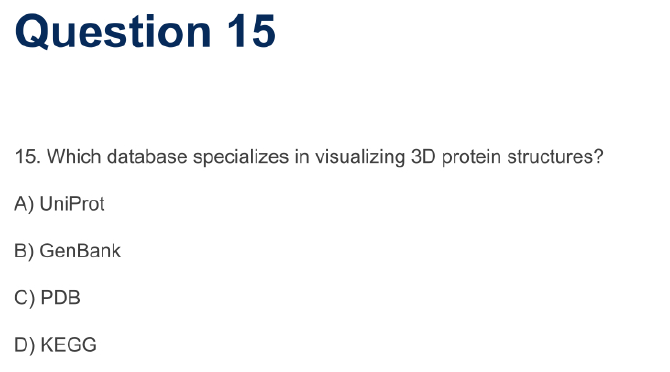 Question 15
15. Which database specializes in visualizing 3D protein structures?
A) UniProt
B) GenBank
C) PDB
D) KEGG